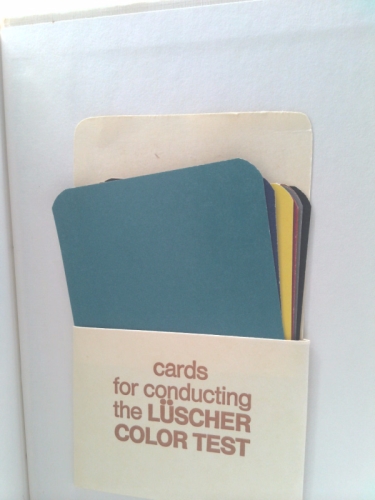 cards
for conducting
the LÜSCHER
COLOR TEST